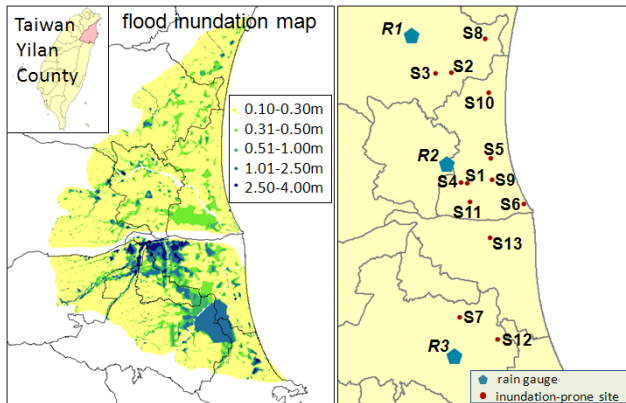 Taiwan
Yilan
County
flood inundation map
0.10-0.30m
0.31-0.50m
0.51-1.00m
1.01-2.50m
2.50-4.00m
R1
S8
S3
S2
S10
S5
R2
S4
S1
S9
S11
S6
S13
S7
S12
R3
rain gauge
inundation-prone site